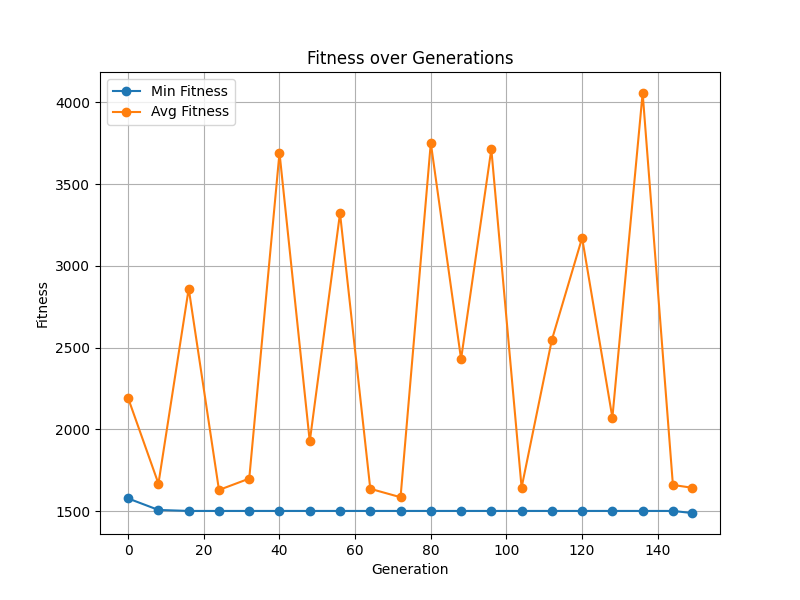 Fitness over Generations
Min Fitness
Avg Fitness
4000
3500
3000
2500
2000
1500
Fitness
0 20 40 60 80 100 120 140
Generation